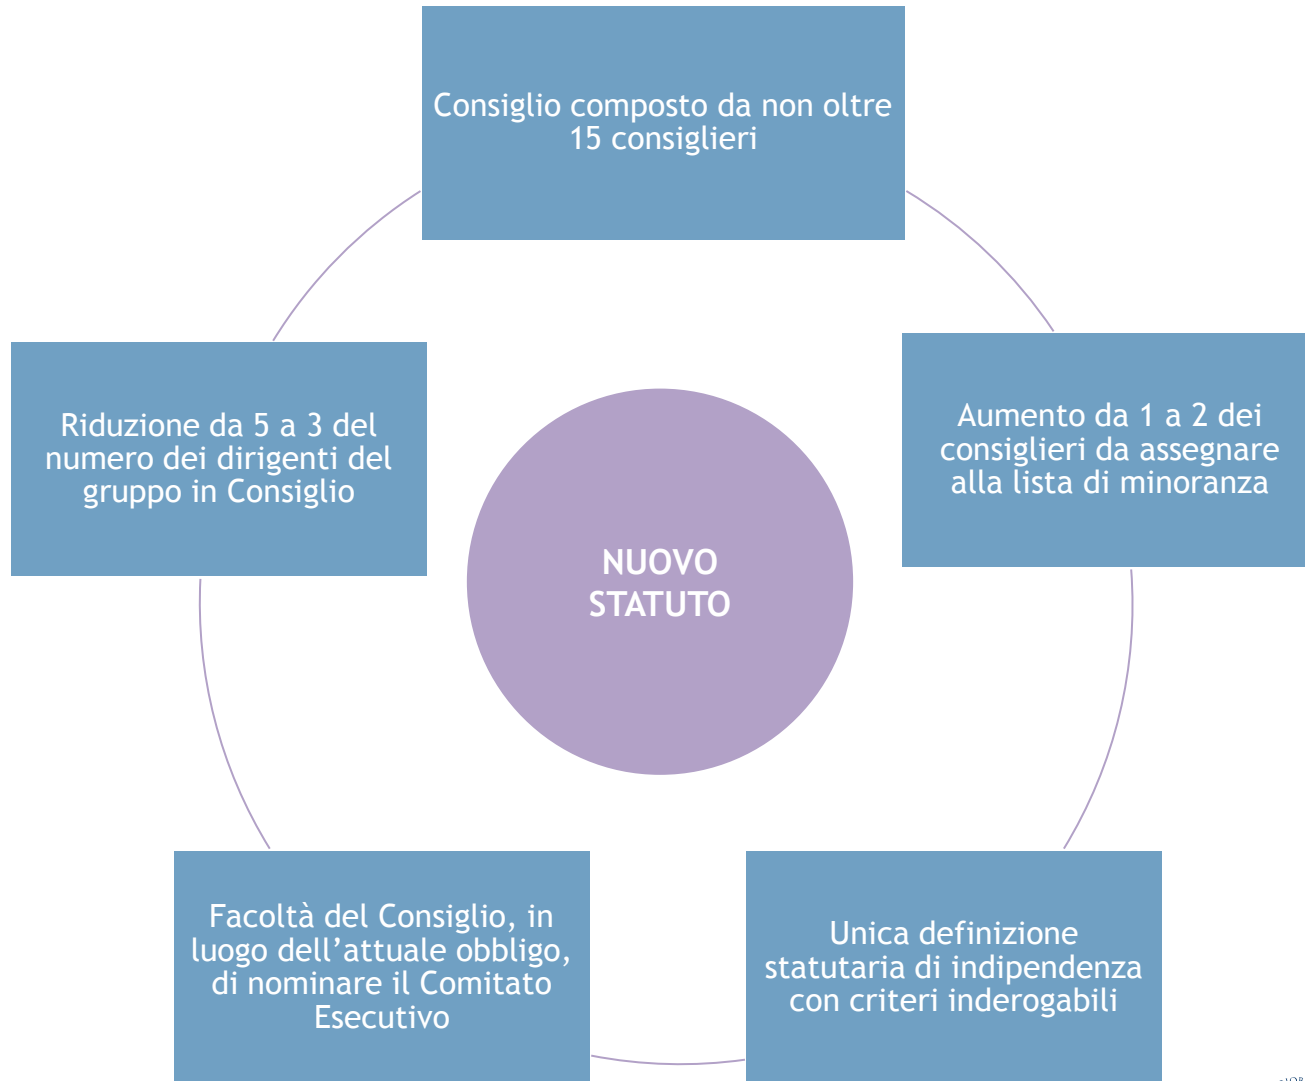 Consiglio composto da non oltre
15 consiglieri
Aumento da 1 a 2 dei
consiglieri da assegnare
alla lista di minoranza
Unica definizione
statutaria di indipendenza
con criteri inderogabili
Facoltà del Consiglio, in
luogo dell’attuale obbligo,
di nominare il Comitato
Esecutivo
Riduzione da 5 a 3 del
numero dei dirigenti del
gruppo in Consiglio
NUOVO
STATUTO